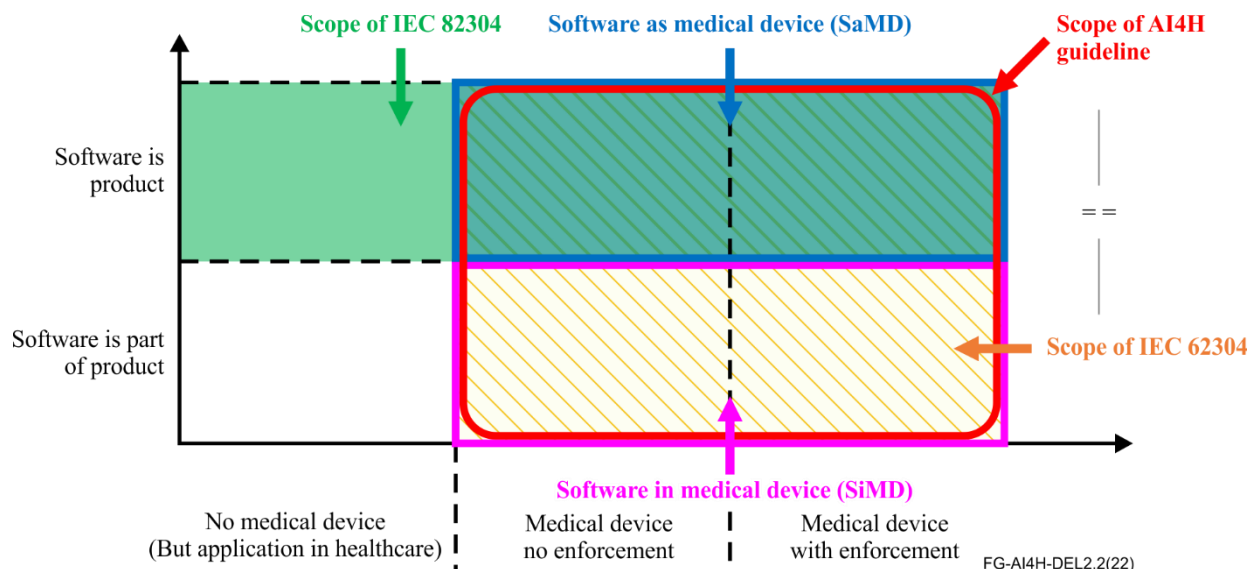 Scope of IEC 82304
Software as medical device (SaMD)
Scope of AI4H
guideline
Software is
product
= =
Software is part
of product
Scope of IEC 62304
Software in medical device (SiMD)
No medical device
(But application in healthcare)
Medical device
no enforcement
Medical device
with enforcement
FG-AI4H-DEL2.2(22)